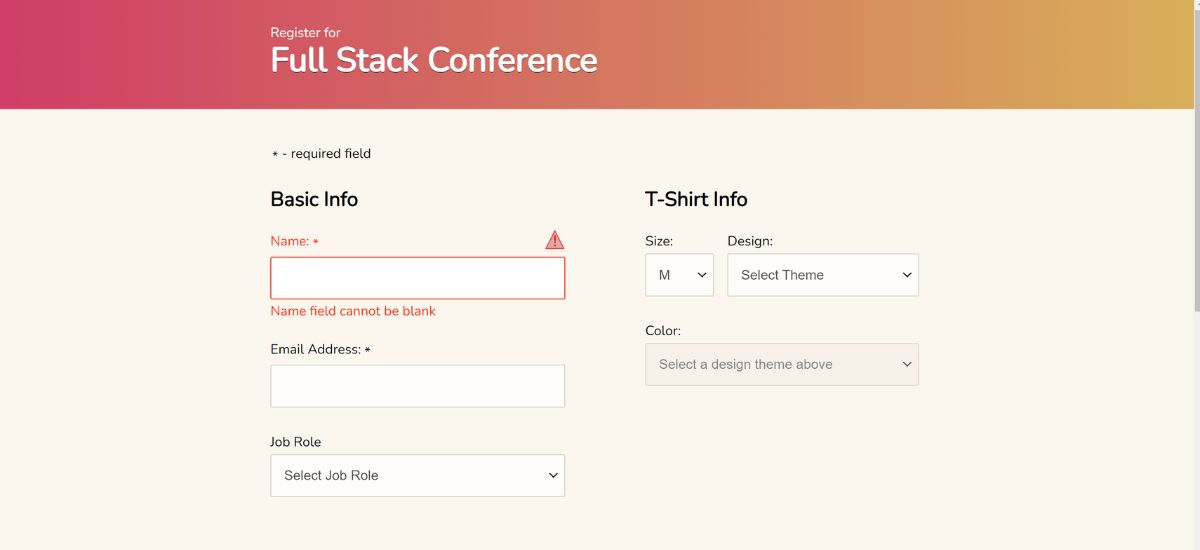 Register for
Full Stack Conference
* - required field
Basic Info
Name: *
Name field cannot be blank
Email Address: *
Job Role
Select Job Role
T-Shirt Info
Size: Design:
M Select Theme
Color:
Select a design theme above